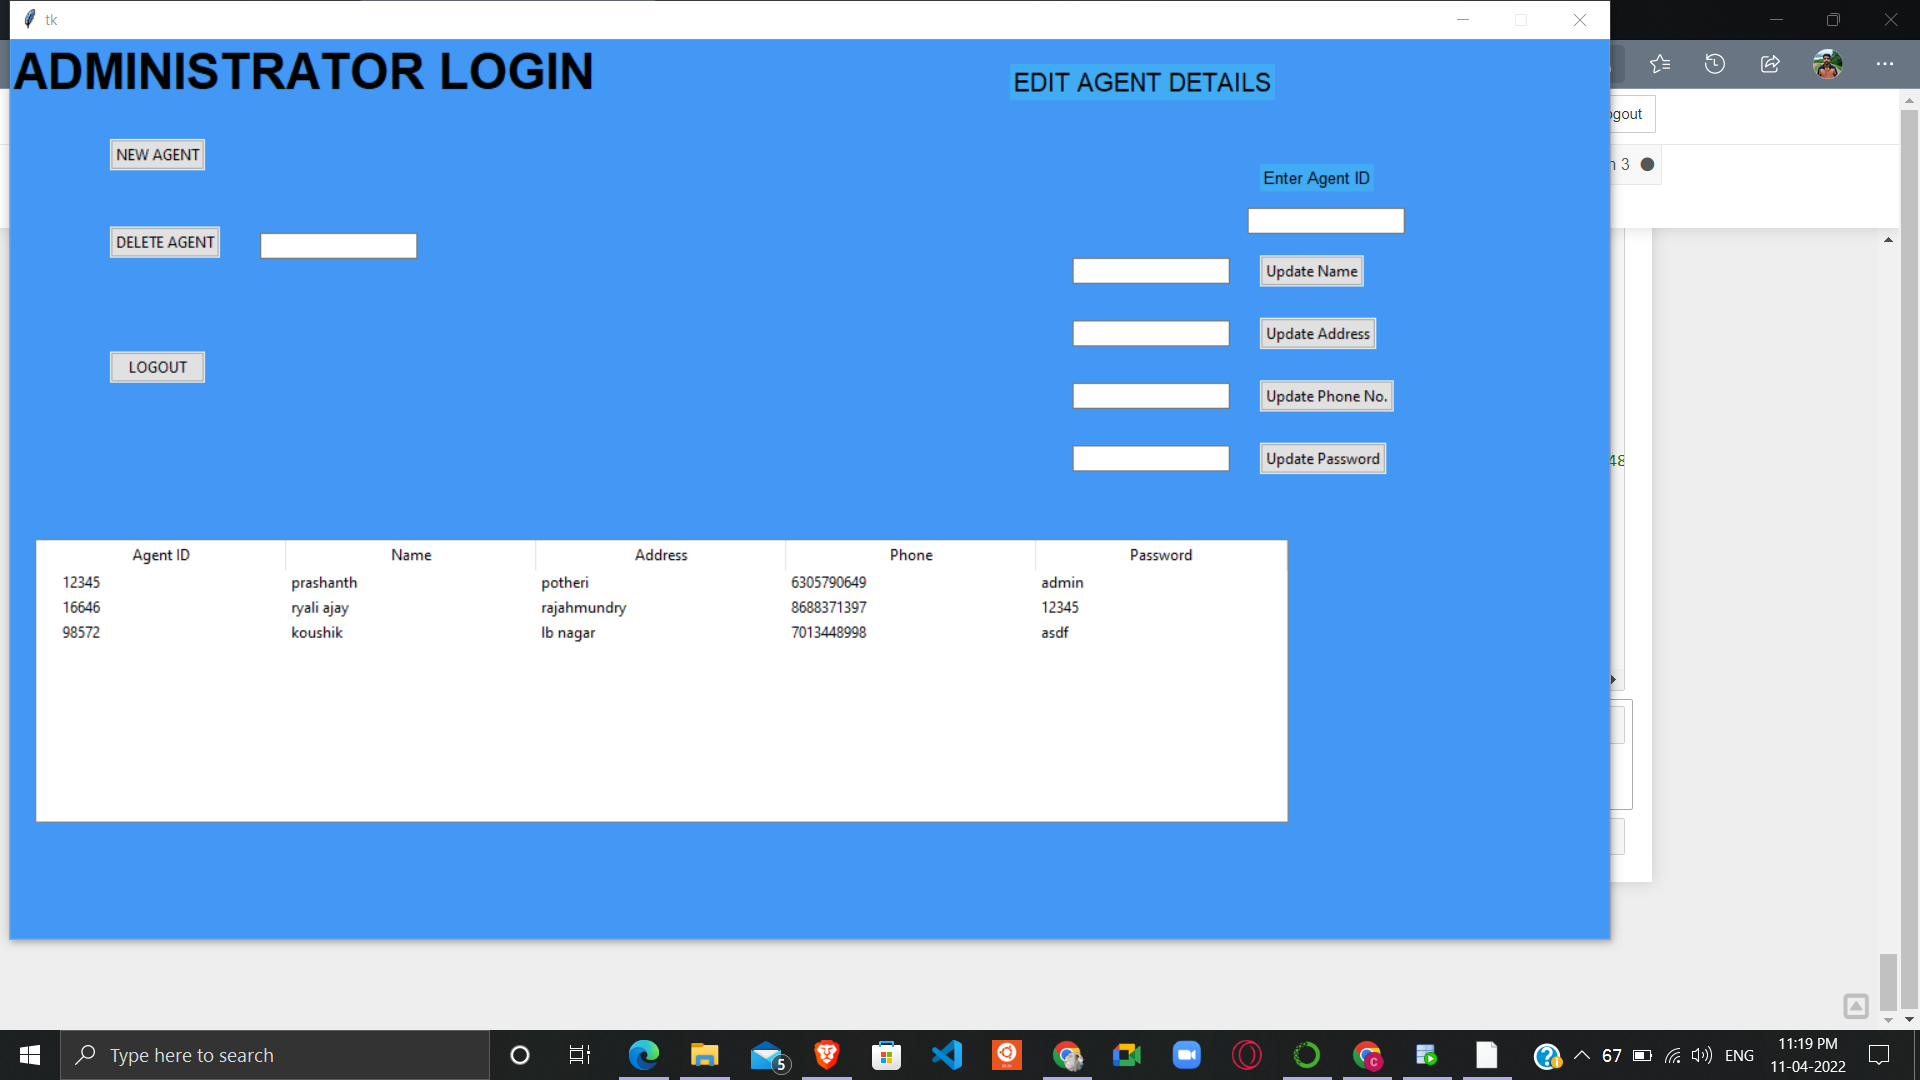 tk
ADMINISTRATOR LOGIN
EDIT AGENT DETAILS
ogout
NEW AGENT
3
Enter Agent ID
DELETE AGENT
Update Name
Update Address
LOGOUT
Update Phone No.
Update Password
48
Agent ID Name Address Phone Password
12345 prashanth potheri 6305790649 admin
16646 ryali ajay rajahmundry 8688371397 12345
98572 koushik lb nagar 7013448998 asdf
Type here to search
5
C
67
ENG
11:19 PM
11-04-2022